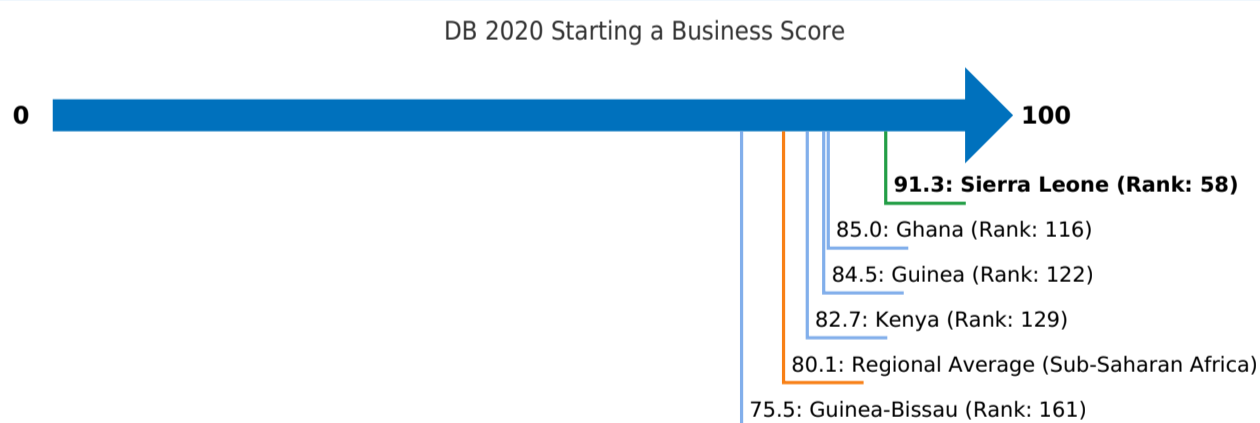 DB 2020 Starting a Business Score
0
100
91.3: Sierra Leone (Rank: 58)
85.0: Ghana (Rank: 116)
84.5: Guinea (Rank: 122)
82.7: Kenya (Rank: 129)
80.1: Regional Average (Sub-Saharan Africa)
75.5: Guinea-Bissau (Rank: 161)